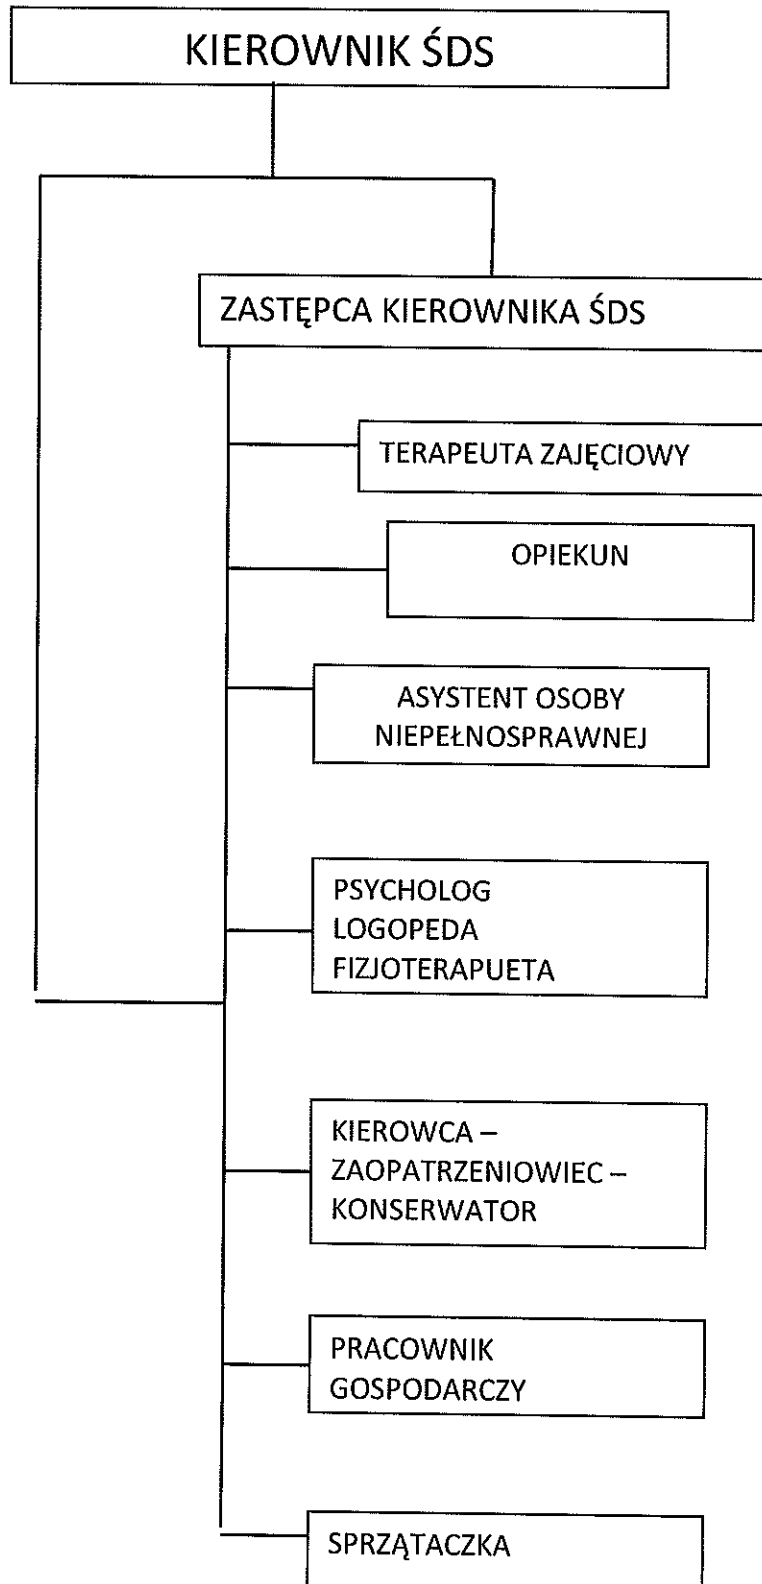 KIEROWNIK ŚDS
ZASTĘPCA KIEROWNIKA ŚDS
TERAPEUTA ZAJĘCIOWY
OPIEKUN
ASYSTENT OSOBY
NIEPEŁNOSPRAWNEJ
PSYCHOLOG
LOGOPEDA
FIZJOTERAPUETA
KIEROWCA –
ZAOPATRZENIOWIEC –
KONSERWATOR
PRACOWNIK
GOSPODARCZY
SPRZĄTACZKA